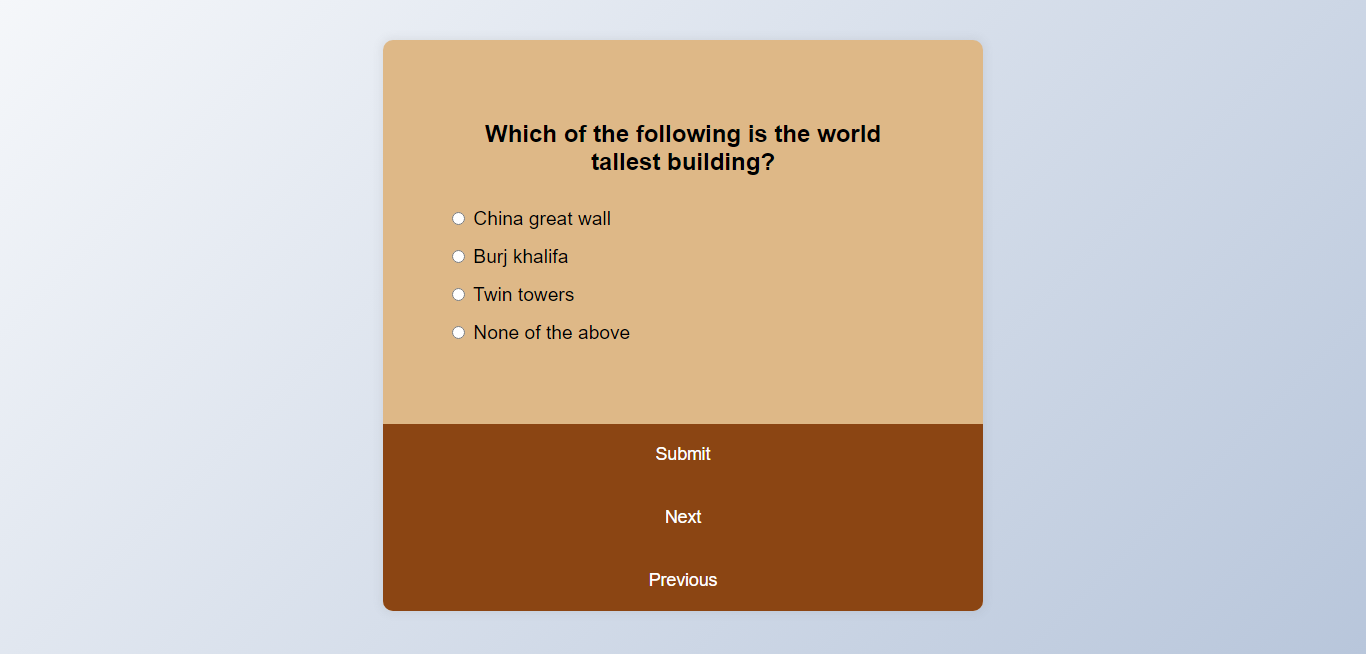 Which of the following is the world
tallest building?
China great wall
Burj khalifa
Twin towers
None of the above
Submit
Next
Previous